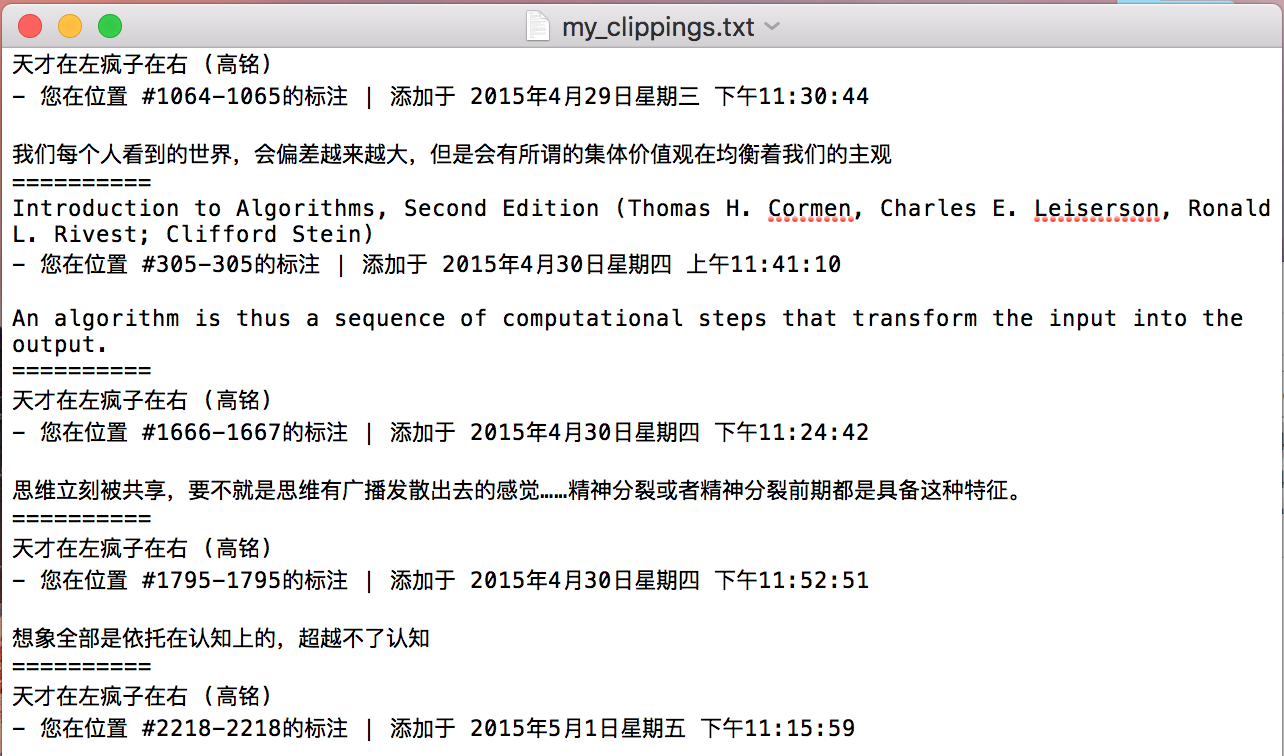 my_clippings.txt
天才在左疯子在右 (高铭)
- 您在位置 #1064-1065的标注 | 添加于 2015年4月29日星期三 下午11:30:44
我们每个人看到的世界，会偏差越来越大，但是会有所谓的集体价值观在均衡着我们的主观
==========
Introduction to Algorithms, Second Edition (Thomas H. Cormen, Charles E. Leiserson, Ronald
L. Rivest; Clifford Stein)
- 您在位置 #305-305的标注 | 添加于 2015年4月30日星期四 上午11:41:10
An algorithm is thus a sequence of computational steps that transform the input into the
output.
==========
天才在左疯子在右 (高铭)
- 您在位置 #1666-1667的标注 | 添加于 2015年4月30日星期四 下午11:24:42
思维立刻被共享，要不就是思维有广播发散出去的感觉……精神分裂或者精神分裂前期都是具备这种特征。
==========
天才在左疯子在右 (高铭)
- 您在位置 #1795-1795的标注 | 添加于 2015年4月30日星期四 下午11:52:51
想象全部是依托在认知上的，超越不了认知
==========
天才在左疯子在右 (高铭)
- 您在位置 #2218-2218的标注 | 添加于 2015年5月1日星期五 下午11:15:59